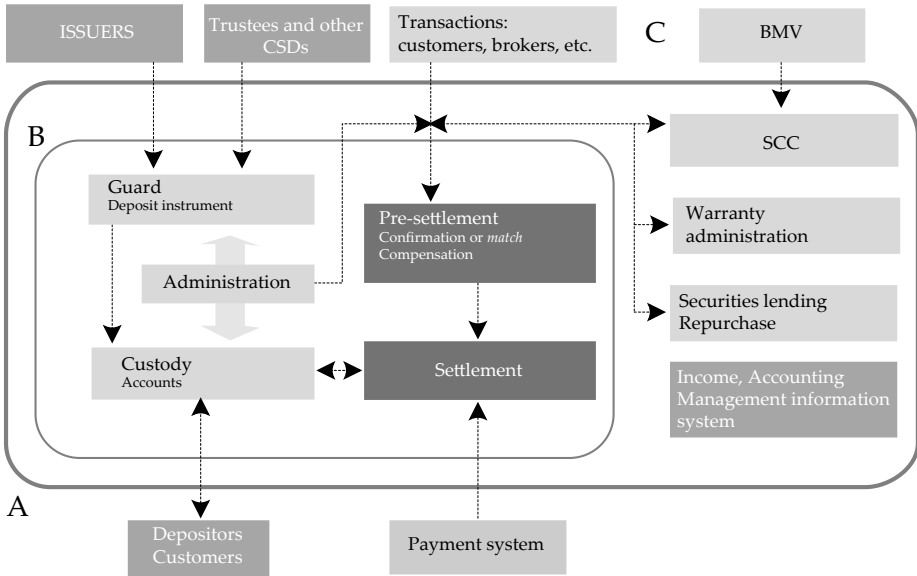 ISSUERS
Trustees and other
CSDs
Transactions:
customers, brokers, etc.
C
BMV
B
SCC
Guard
Deposit instrument
Pre-settlement
Confirmation or match
Compensation
Warranty
administration
Administration
Securities lending
Repurchase
Custody
Accounts
Settlement
Income, Accounting
Management information
system
A
Depositors
Customers
Payment system